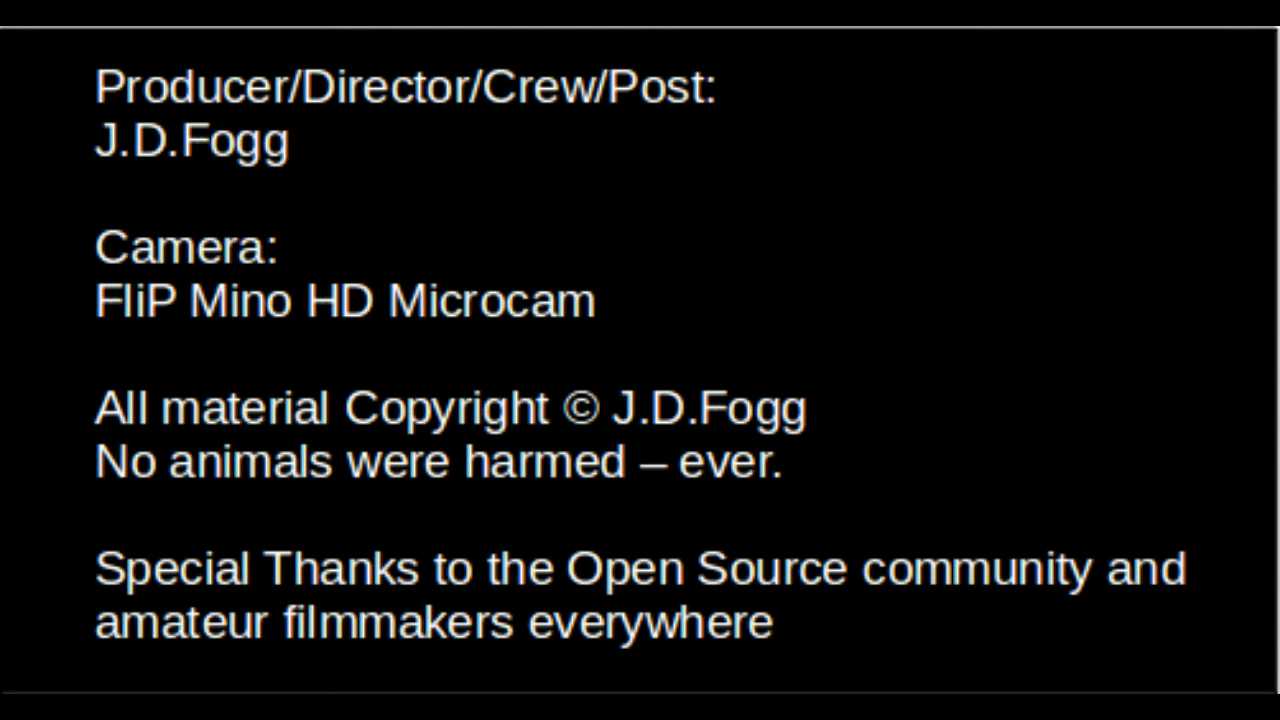 Producer/Director/Crew/Post:
J.D.Fogg
Camera:
FliP Mino HD Microcam
All material Copyright © J.D.Fogg
No animals were harmed – ever.
Special Thanks to the Open Source community and
amateur filmmakers everywhere